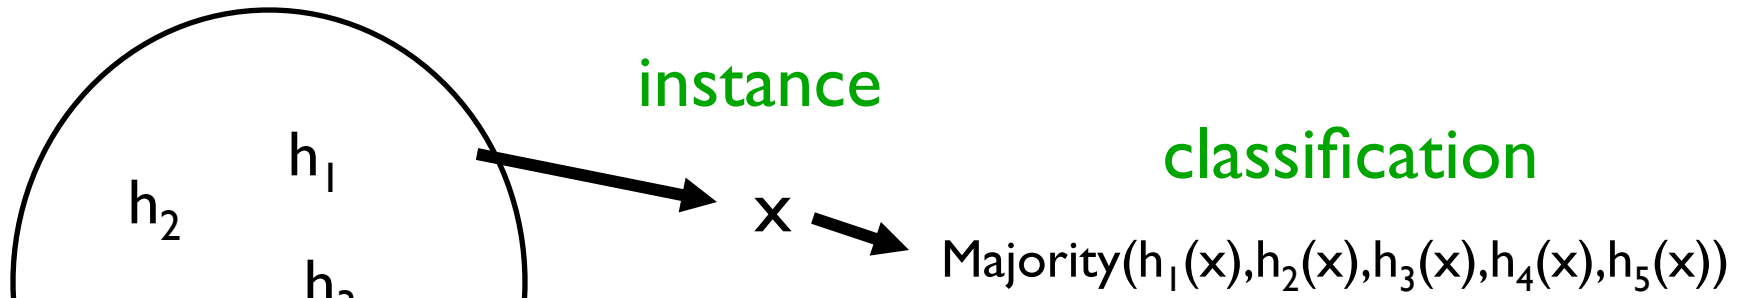 instance
classification
h₁
h₂
x
Majority(h₁(x),h₂(x),h₃(x),h₄(x),h₅(x))